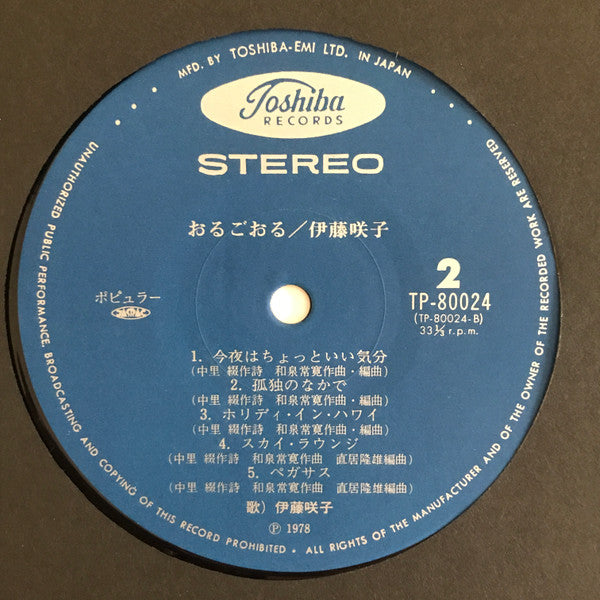 MFD. BY TOSHIBA-EMI LTD. IN JAPAN
Toshiba
RECORDS
STEREO
おるごおる／伊藤咲子
2
TP-80024
(TP-80024-B)
33⅓ r.p.m.
ポピュラー
1. 今夜はちょっといい気分
(中里 綴作詩 和泉常寛作曲・編曲)
2. 孤独のなかで
(中里 綴作詩 和泉常寛作曲・編曲)
3. ホリディ・イン・ハワイ
(中里 綴作詩 和泉常寛作曲・編曲)
4. スカイ・ラウンジ
(中里 綴作詩 和泉常寛作曲 直居隆雄編曲)
5. ペガサス
(中里 綴作詩 和泉常寛作曲 直居隆雄編曲)
歌) 伊藤咲子
Ⓟ 1978
UNAUTHORIZED PUBLIC PERFORMANCE, BROADCASTING AND COPYING OF THIS RECORD PROHIBITED • ALL RIGHTS OF THE MANUFACTURER AND OF THE OWNER OF THE RECORDED WORK ARE RESERVED